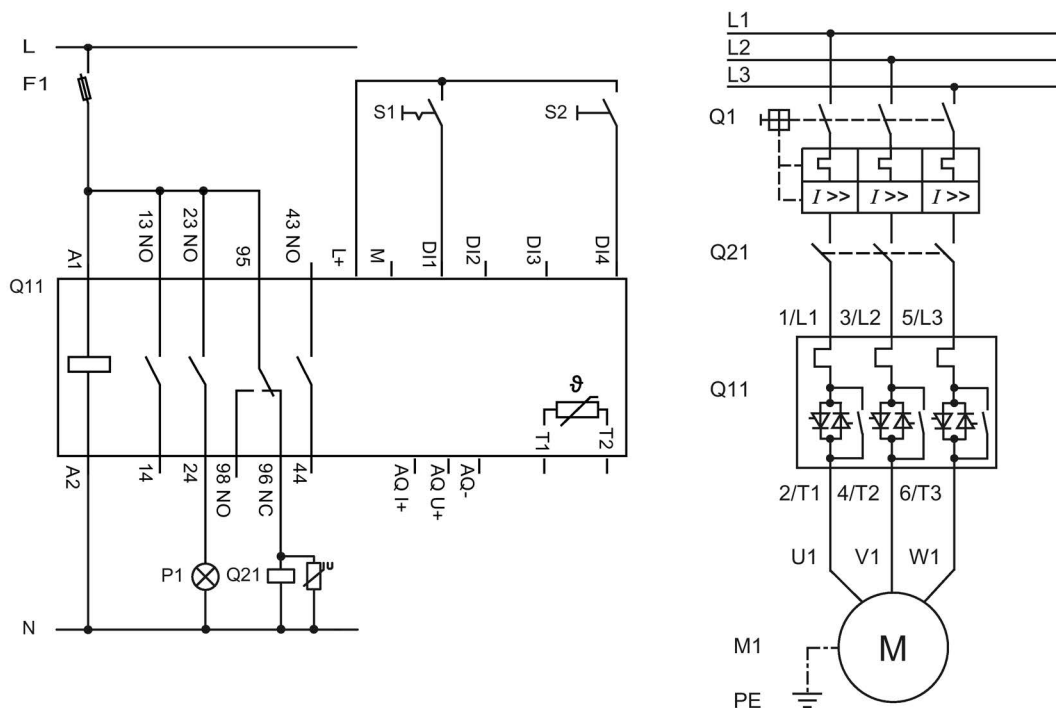 L
F1
S1
S2
13 NO
23 NO
95
43 NO
L+
M
DI1
DI2
DI3
DI4
A1
Q11
ϑ
T1
T2
A2
14
24
98 NO
96 NC
44
AQ I+
AQ U+
AQ-
P1
Q21
U
N
L1
L2
L3
Q1
I >>
I >>
I >>
Q21
1/L1
3/L2
5/L3
Q11
2/T1
4/T2
6/T3
U1
V1
W1
M1
M
PE